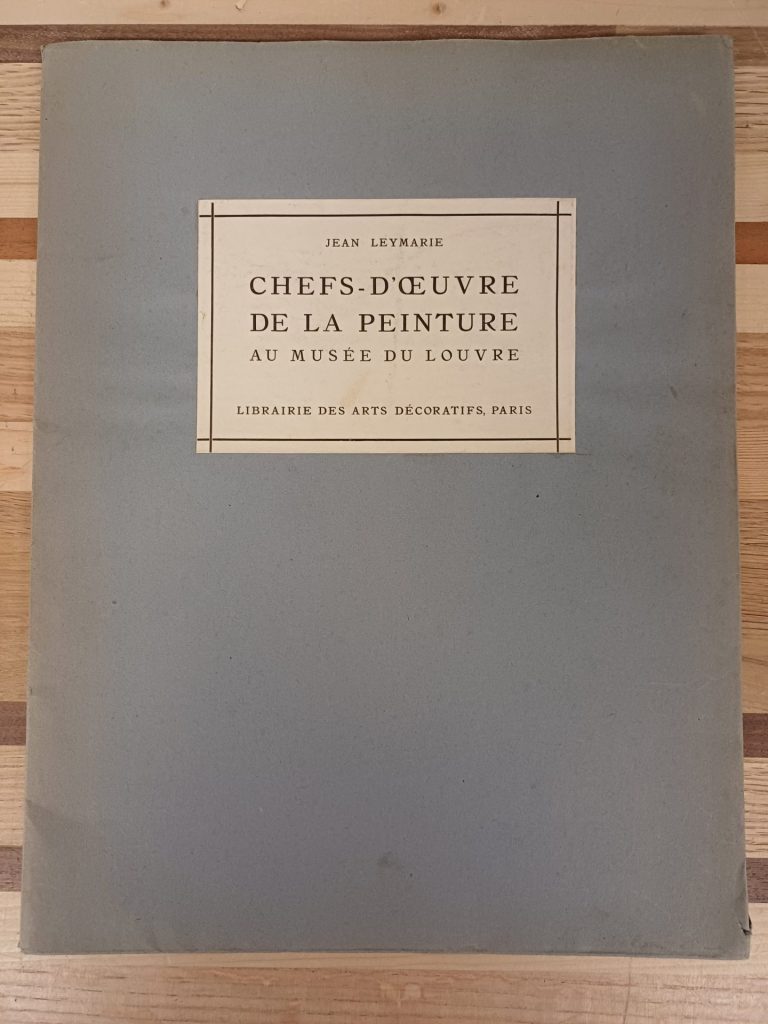 JEAN LEYMARIE
CHEFS-D'ŒUVRE
DE LA PEINTURE
AU MUSÉE DU LOUVRE
LIBRAIRIE DES ARTS DÉCORATIFS, PARIS